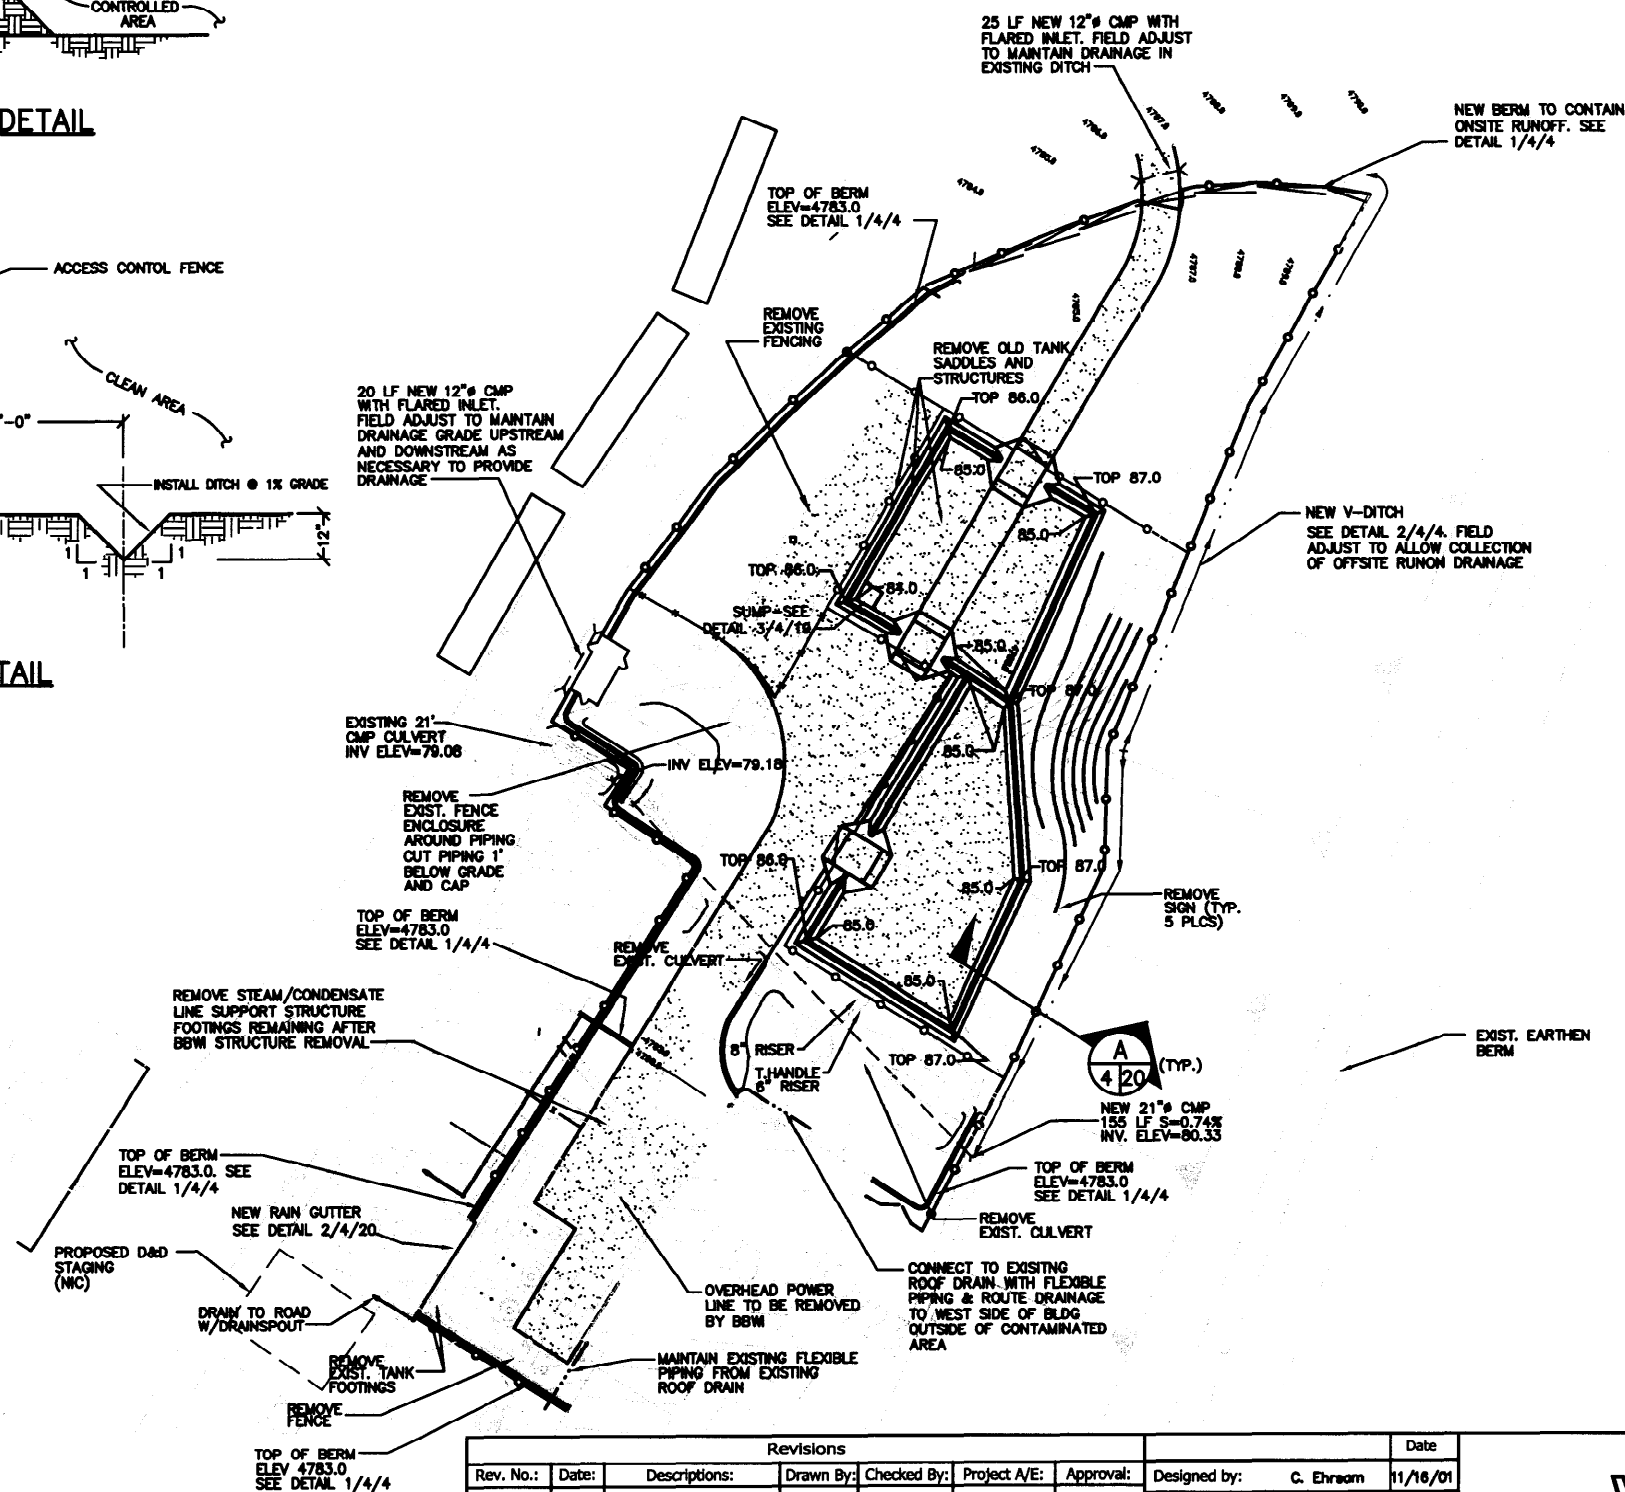 CONTROLLED
AREA
DETAIL
ACCESS CONTOL FENCE
CLEAN AREA
"-0"
INSTALL DITCH @ 1% GRADE
12"
1
1
1
1
TAIL
25 LF NEW 12"ø CMP WITH
FLARED INLET. FIELD ADJUST
TO MAINTAIN DRAINAGE IN
EXISTING DITCH
NEW BERM TO CONTAIN
ONSITE RUNOFF. SEE
DETAIL 1/4/4
TOP OF BERM
ELEV=4783.0
SEE DETAIL 1/4/4
REMOVE
EXISTING
FENCING
REMOVE OLD TANK
SADDLES AND
STRUCTURES
TOP 86.0
85.0
TOP 87.0
85.0
20 LF NEW 12"ø CMP
WITH FLARED INLET.
FIELD ADJUST TO MAINTAIN
DRAINAGE GRADE UPSTREAM
AND DOWNSTREAM AS
NECESSARY TO PROVIDE
DRAINAGE
NEW V-DITCH
SEE DETAIL 2/4/4. FIELD
ADJUST TO ALLOW COLLECTION
OF OFFSITE RUNON DRAINAGE
TOP 86.0
84.0
SUMP-SEE
DETAIL 3/4/19
85.0
TOP 87.0
85.0
EXISTING 21"
CMP CULVERT
INV ELEV=79.08
INV ELEV=79.18
REMOVE
EXIST. FENCE
ENCLOSURE
AROUND PIPING
CUT PIPING 1'
BELOW GRADE
AND CAP
TOP 86.0
TOP 87.0
85.0
REMOVE
SIGN (TYP.
5 PLCS)
TOP OF BERM
ELEV=4783.0
SEE DETAIL 1/4/4
REMOVE
EXIST. CULVERT
85.0
85.0
REMOVE STEAM/CONDENSATE
LINE SUPPORT STRUCTURE
FOOTINGS REMAINING AFTER
BBWI STRUCTURE REMOVAL
8" RISER
T.HANDLE
6" RISER
TOP 87.0
A
4 20
(TYP.)
EXIST. EARTHEN
BERM
NEW 21"ø CMP
155 LF S=0.74%
INV. ELEV=80.33
TOP OF BERM
ELEV=4783.0. SEE
DETAIL 1/4/4
TOP OF BERM
ELEV=4783.0
SEE DETAIL 1/4/4
NEW RAIN GUTTER
SEE DETAIL 2/4/20
REMOVE
EXIST. CULVERT
PROPOSED D&D
STAGING
(NIC)
DRAIN TO ROAD
W/DRAINSPOUT
OVERHEAD POWER
LINE TO BE REMOVED
BY BBWI
CONNECT TO EXISITNG
ROOF DRAIN WITH FLEXIBLE
PIPING & ROUTE DRAINAGE
TO WEST SIDE OF BLDG
OUTSIDE OF CONTAMINATED
AREA
REMOVE
EXIST. TANK
FOOTINGS
MAINTAIN EXISTING FLEXIBLE
PIPING FROM EXISTING
ROOF DRAIN
REMOVE
FENCE
TOP OF BERM
ELEV 4783.0
SEE DETAIL 1/4/4
Revisions
Date
Rev. No.: Date: Descriptions: Drawn By: Checked By: Project A/E: Approval: Designed by: C. Ehrsom 11/16/01